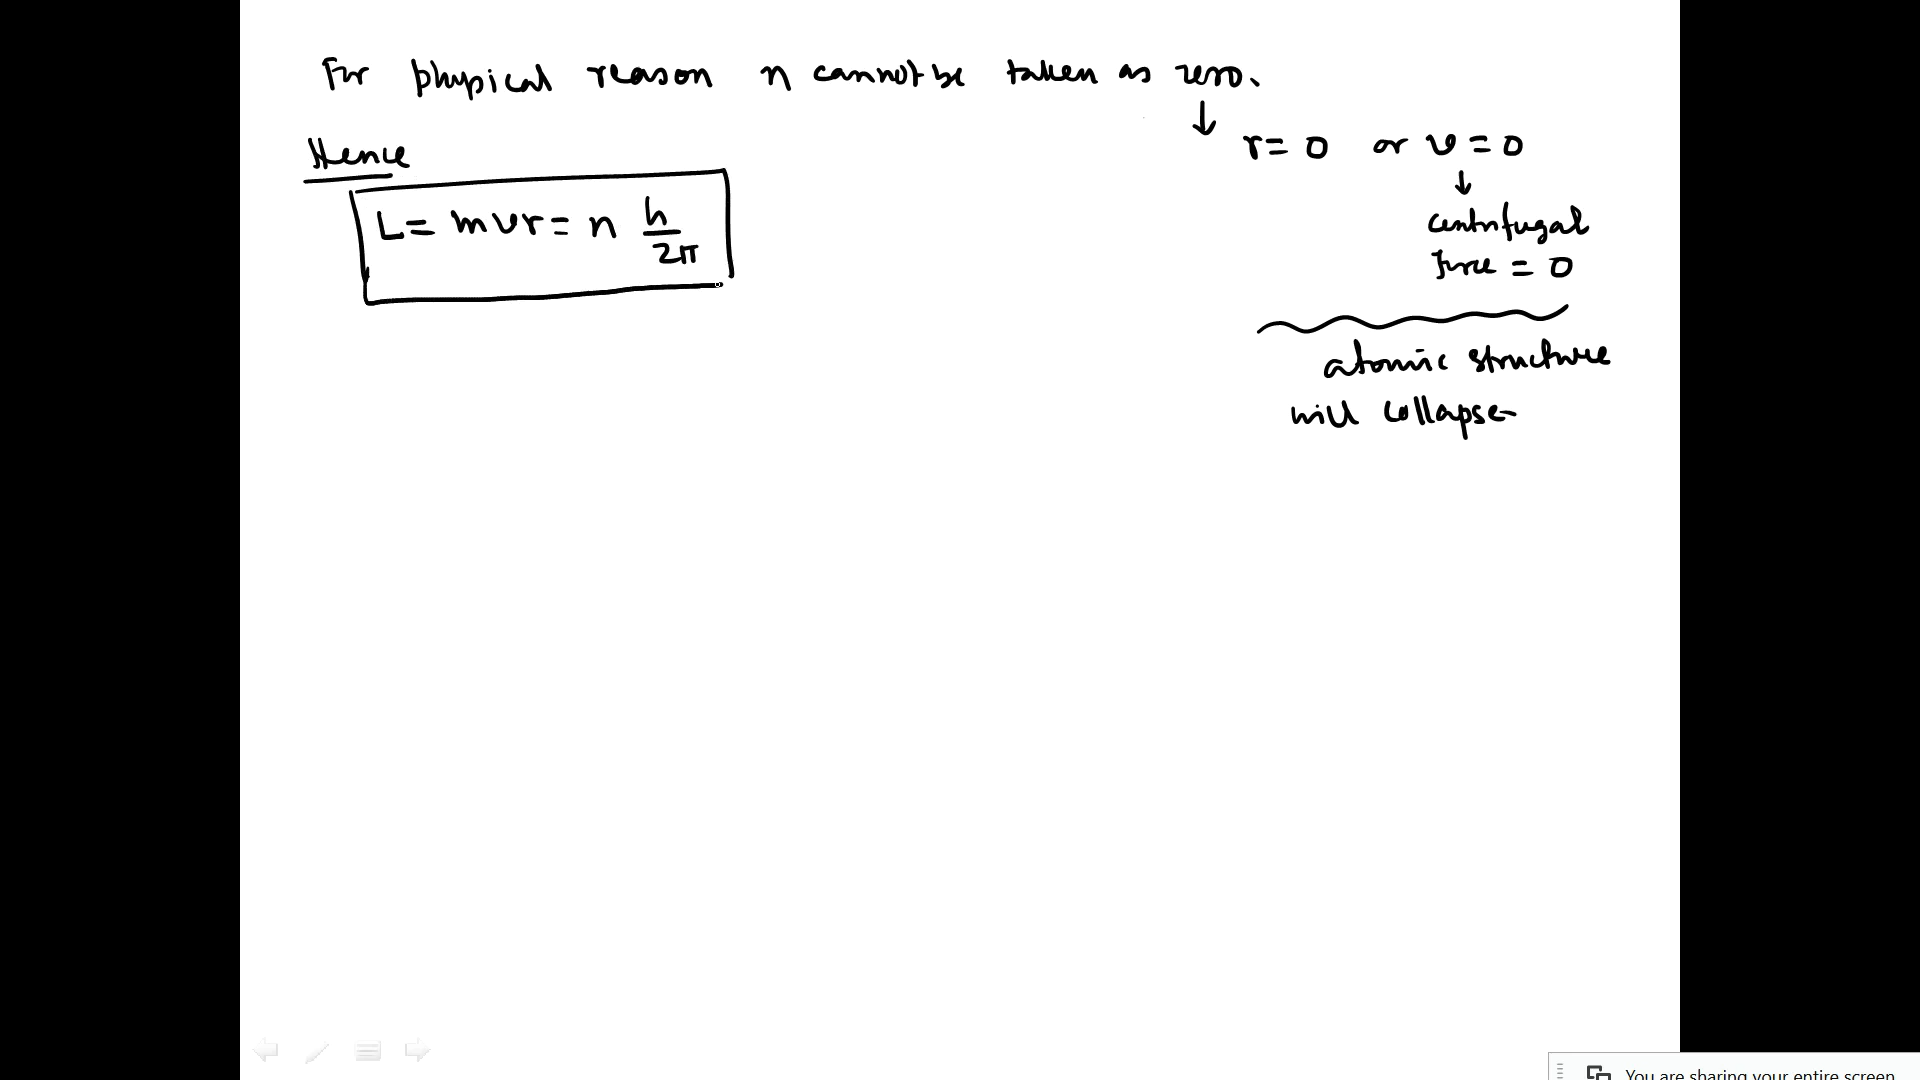 For physical reason n cannot be taken as zero.
↓
r = 0 or v = 0
↓
centrifugal
force = 0
atomic structure
will collapse
Hence
L = mvr = n h/2π
You are sharing your entire screen